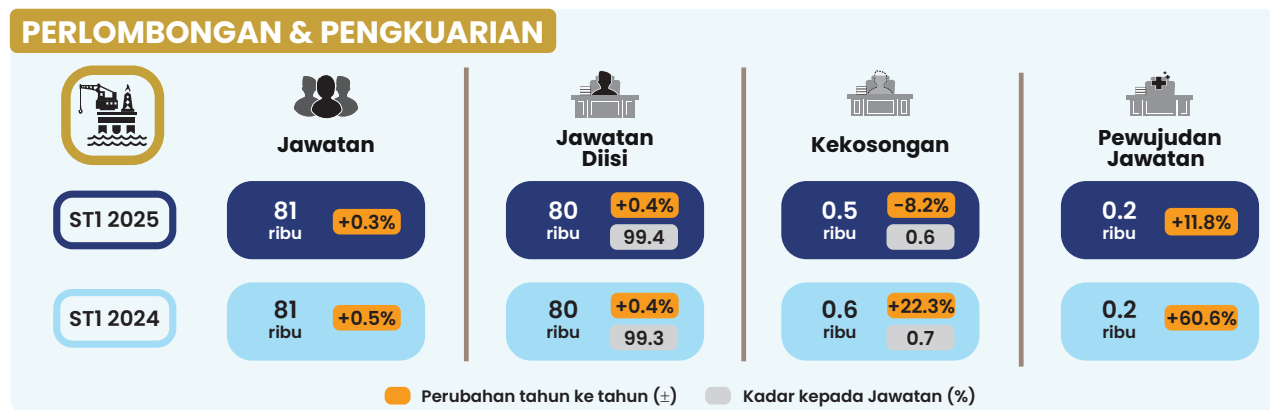 PERLOMBONGAN & PENGKUARIAN
Jawatan
Jawatan
Diisi
Kekosongan
Pewujudan
Jawatan
ST1 2025
81
ribu
+0.3%
80
ribu
+0.4%
99.4
0.5
ribu
-8.2%
0.6
0.2
ribu
+11.8%
ST1 2024
81
ribu
+0.5%
80
ribu
+0.4%
99.3
0.6
ribu
+22.3%
0.7
0.2
ribu
+60.6%
Perubahan tahun ke tahun (±)
Kadar kepada Jawatan (%)